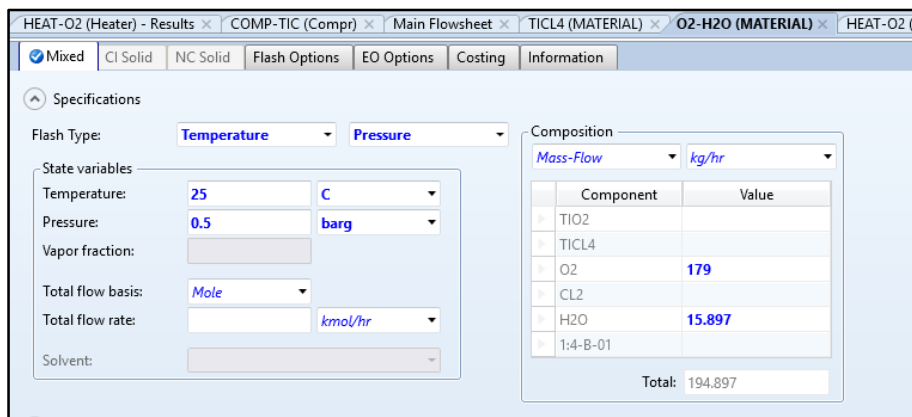 HEAT-O2 (Heater) - Results × COMP-TIC (Compr) × Main Flowsheet × TICL4 (MATERIAL) × O2-H2O (MATERIAL) × HEAT-O2 (
Mixed CI Solid NC Solid Flash Options EO Options Costing Information
Specifications
Flash Type: Temperature Pressure
State variables
Temperature: 25 C
Pressure: 0.5 barg
Vapor fraction:
Total flow basis: Mole
Total flow rate: kmol/hr
Solvent:
Composition
Mass-Flow kg/hr
Component Value
TIO2
TICL4
O2 179
CL2
H2O 15.897
1:4-B-01
Total: 194.897